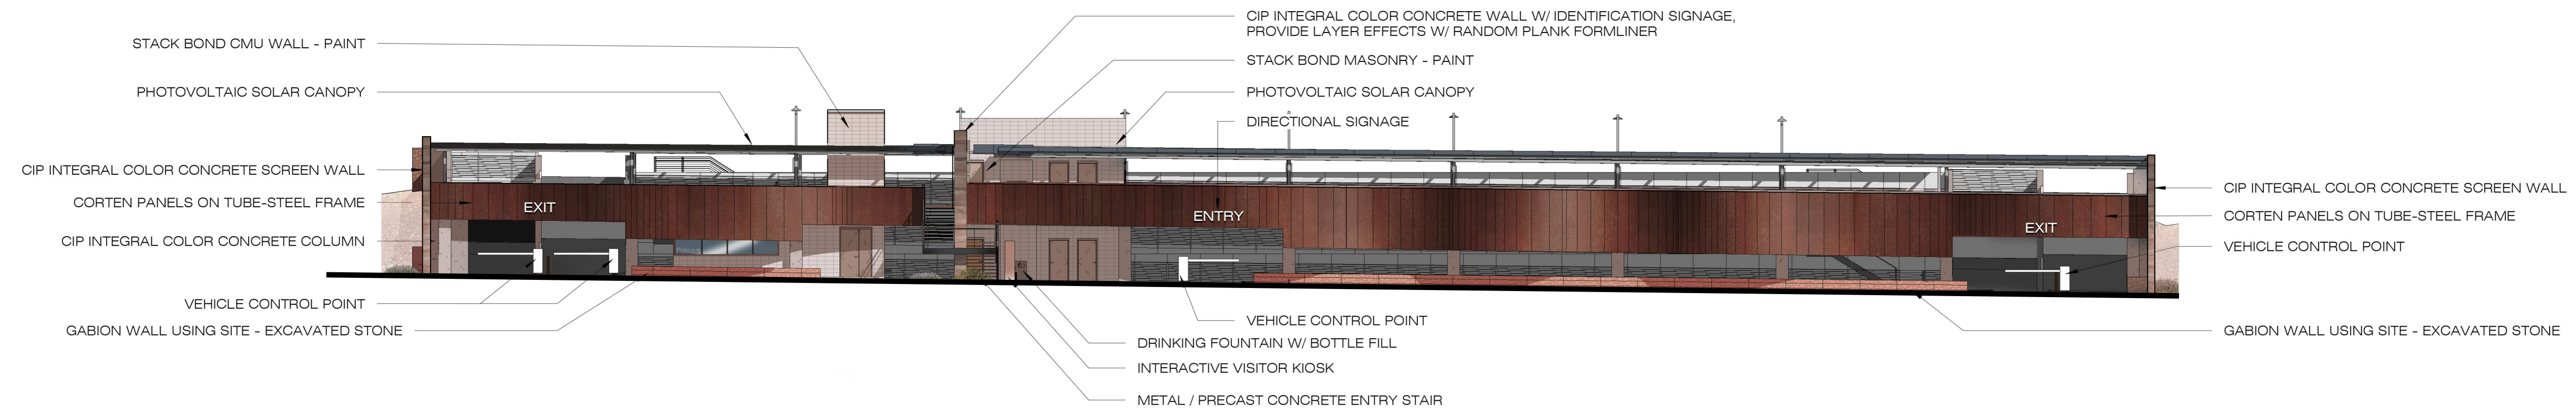 STACK BOND CMU WALL - PAINT
PHOTOVOLTAIC SOLAR CANOPY
CIP INTEGRAL COLOR CONCRETE SCREEN WALL
CORTEN PANELS ON TUBE-STEEL FRAME
CIP INTEGRAL COLOR CONCRETE COLUMN
VEHICLE CONTROL POINT
GABION WALL USING SITE - EXCAVATED STONE
EXIT
CIP INTEGRAL COLOR CONCRETE WALL W/ IDENTIFICATION SIGNAGE,
PROVIDE LAYER EFFECTS W/ RANDOM PLANK FORMLINER
STACK BOND MASONRY - PAINT
PHOTOVOLTAIC SOLAR CANOPY
DIRECTIONAL SIGNAGE
ENTRY
VEHICLE CONTROL POINT
DRINKING FOUNTAIN W/ BOTTLE FILL
INTERACTIVE VISITOR KIOSK
METAL / PRECAST CONCRETE ENTRY STAIR
EXIT
CIP INTEGRAL COLOR CONCRETE SCREEN WALL
CORTEN PANELS ON TUBE-STEEL FRAME
VEHICLE CONTROL POINT
GABION WALL USING SITE - EXCAVATED STONE